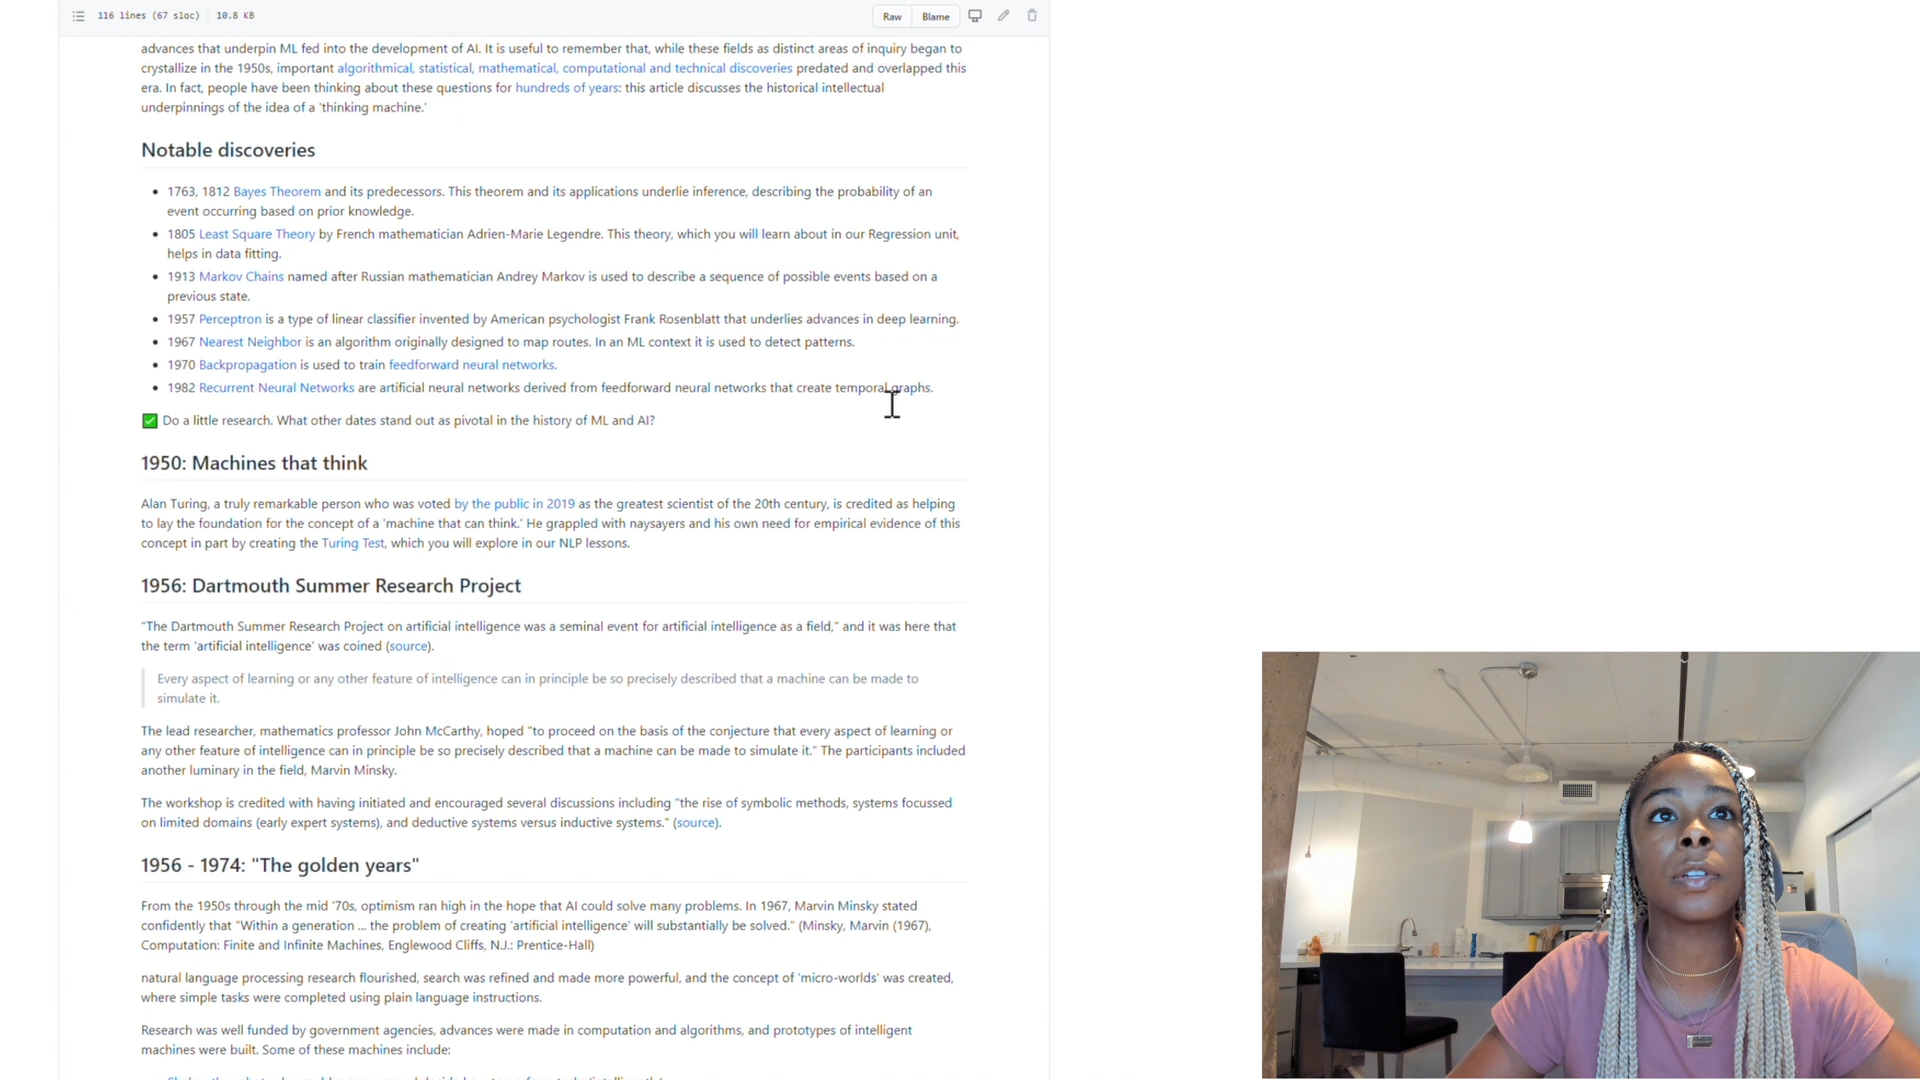 116 lines (67 sloc) 10.8 KB
Raw Blame
advances that underpin ML fed into the development of AI. It is useful to remember that, while these fields as distinct areas of inquiry began to
crystallize in the 1950s, important algorithmical, statistical, mathematical, computational and technical discoveries predated and overlapped this
era. In fact, people have been thinking about these questions for hundreds of years: this article discusses the historical intellectual
underpinnings of the idea of a 'thinking machine.'
Notable discoveries
• 1763, 1812 Bayes Theorem and its predecessors. This theorem and its applications underlie inference, describing the probability of an
event occurring based on prior knowledge.
• 1805 Least Square Theory by French mathematician Adrien-Marie Legendre. This theory, which you will learn about in our Regression unit,
helps in data fitting.
• 1913 Markov Chains named after Russian mathematician Andrey Markov is used to describe a sequence of possible events based on a
previous state.
• 1957 Perceptron is a type of linear classifier invented by American psychologist Frank Rosenblatt that underlies advances in deep learning.
• 1967 Nearest Neighbor is an algorithm originally designed to map routes. In an ML context it is used to detect patterns.
• 1970 Backpropagation is used to train feedforward neural networks.
• 1982 Recurrent Neural Networks are artificial neural networks derived from feedforward neural networks that create temporal graphs.
✅ Do a little research. What other dates stand out as pivotal in the history of ML and AI?
1950: Machines that think
Alan Turing, a truly remarkable person who was voted by the public in 2019 as the greatest scientist of the 20th century, is credited as helping
to lay the foundation for the concept of a 'machine that can think.' He grappled with naysayers and his own need for empirical evidence of this
concept in part by creating the Turing Test, which you will explore in our NLP lessons.
1956: Dartmouth Summer Research Project
"The Dartmouth Summer Research Project on artificial intelligence was a seminal event for artificial intelligence as a field," and it was here that
the term 'artificial intelligence' was coined (source).
Every aspect of learning or any other feature of intelligence can in principle be so precisely described that a machine can be made to
simulate it.
The lead researcher, mathematics professor John McCarthy, hoped "to proceed on the basis of the conjecture that every aspect of learning or
any other feature of intelligence can in principle be so precisely described that a machine can be made to simulate it." The participants included
another luminary in the field, Marvin Minsky.
The workshop is credited with having initiated and encouraged several discussions including "the rise of symbolic methods, systems focussed
on limited domains (early expert systems), and deductive systems versus inductive systems." (source).
1956 - 1974: "The golden years"
From the 1950s through the mid '70s, optimism ran high in the hope that AI could solve many problems. In 1967, Marvin Minsky stated
confidently that "Within a generation ... the problem of creating 'artificial intelligence' will substantially be solved." (Minsky, Marvin (1967),
Computation: Finite and Infinite Machines, Englewood Cliffs, N.J.: Prentice-Hall)
natural language processing research flourished, search was refined and made more powerful, and the concept of 'micro-worlds' was created,
where simple tasks were completed using plain language instructions.
Research was well funded by government agencies, advances were made in computation and algorithms, and prototypes of intelligent
machines were built. Some of these machines include: